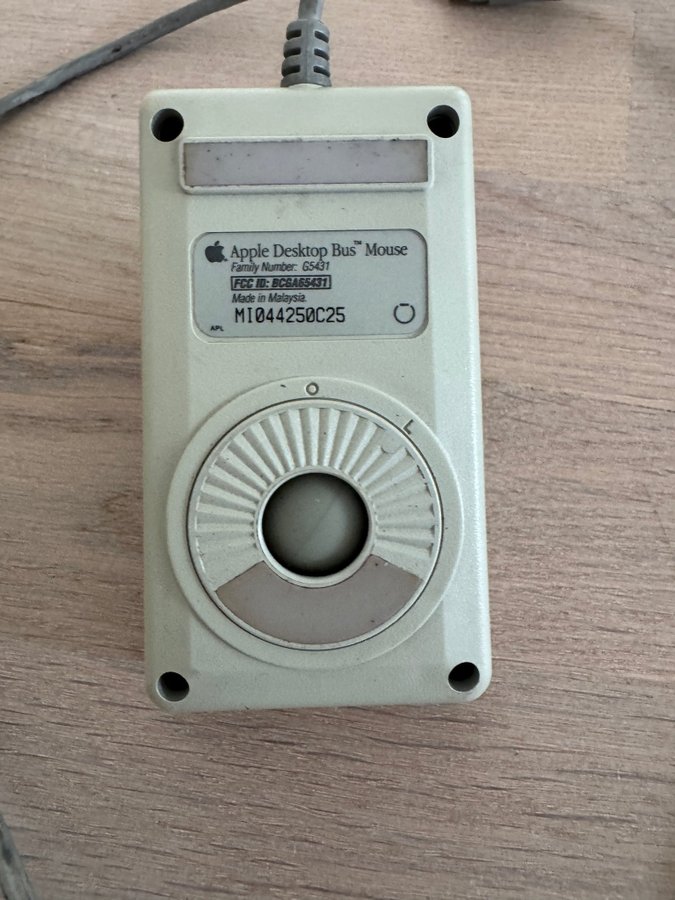 Apple Desktop Bus™ Mouse
Family Number: G5431
FCC ID: BCGA65431
Made in Malaysia.
MI044250C25
APL
O
L